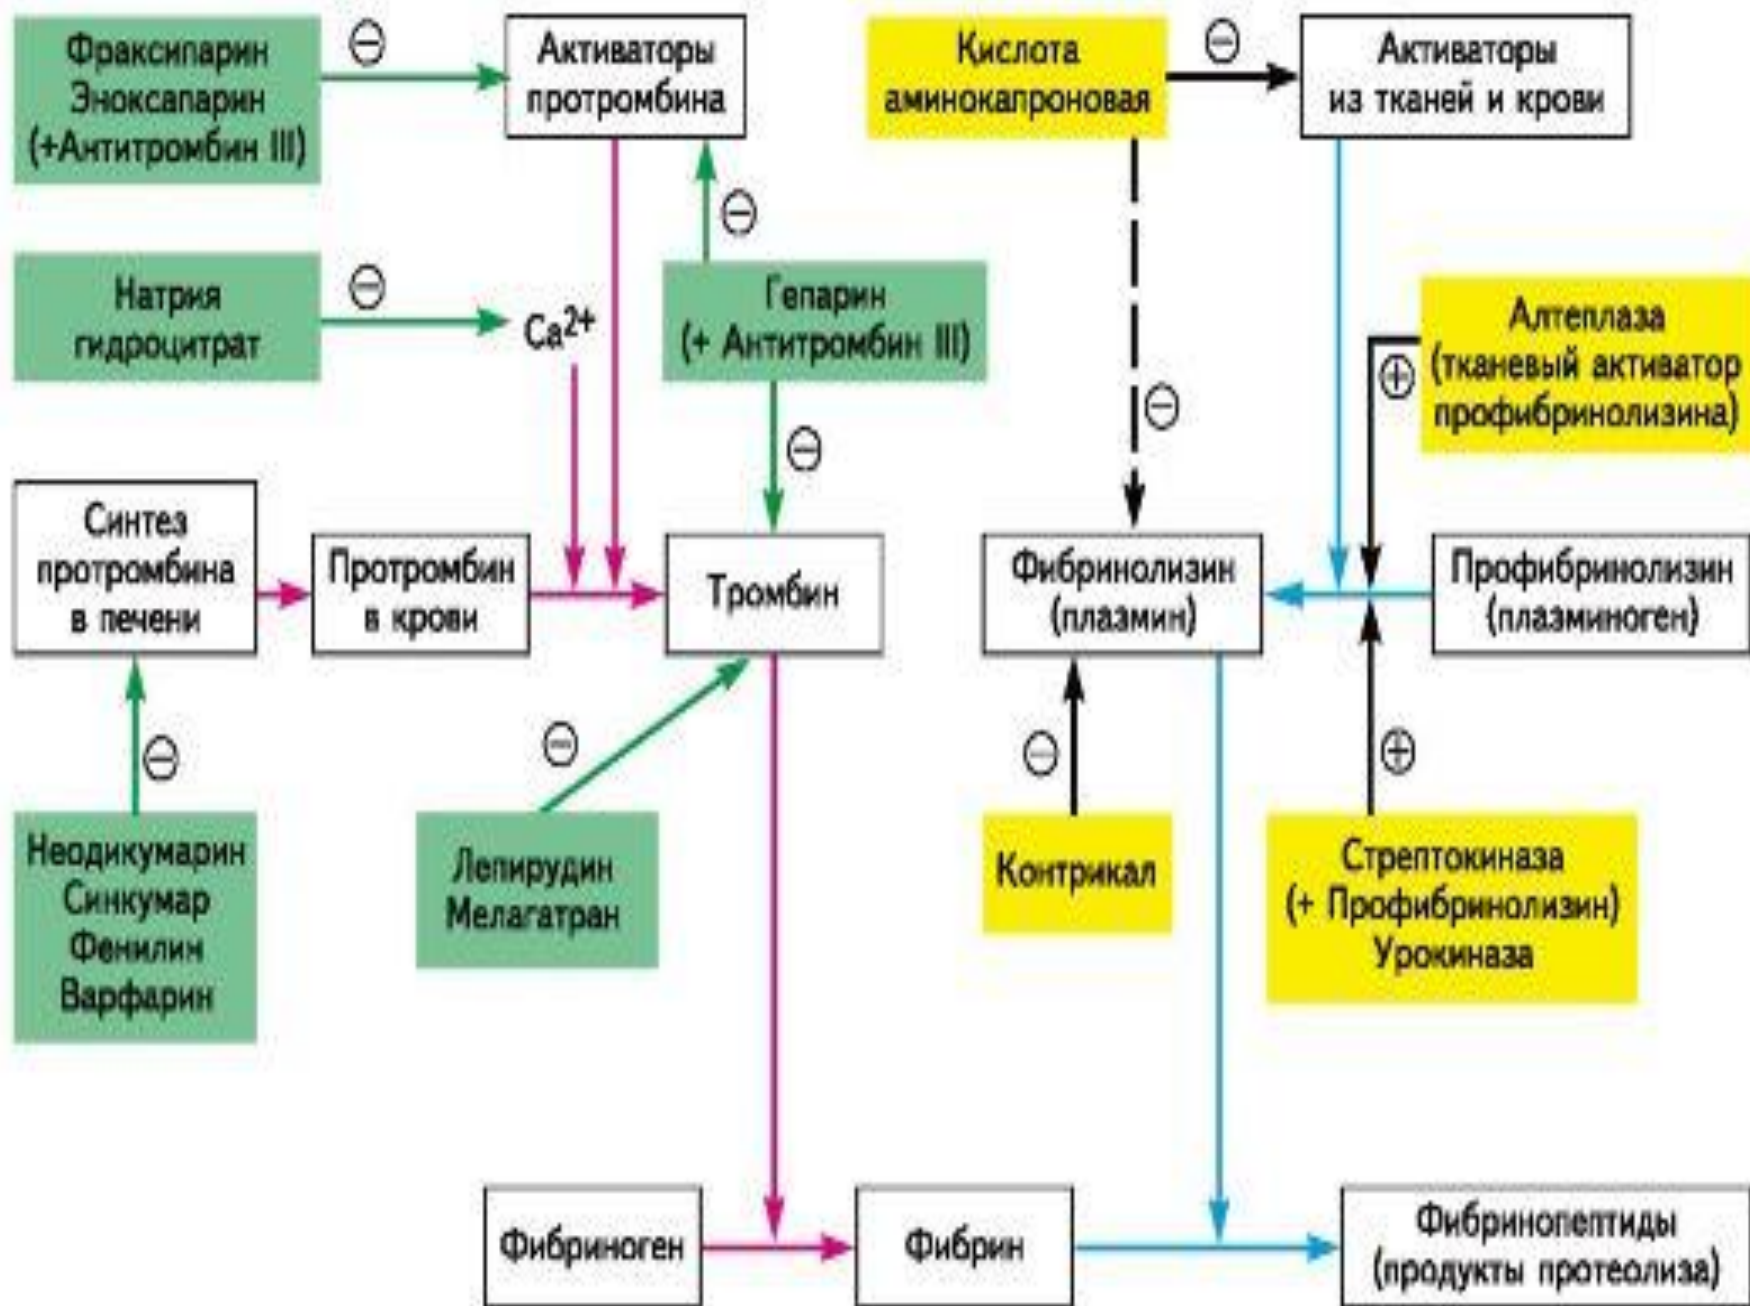 Фраксипарин
Эноксапарин
(+Антитромбин III)
⊖
Активаторы
протромбина
Кислота
аминокапроновая
⊖
Активаторы
из тканей и крови
⊖
Натрия
гидроцитрат
⊖
Ca²⁺
Гепарин
(+ Антитромбин III)
⊖
⊖
Алтеплаза
(тканевый активатор
профибринолизина)
⊕
Синтез
протромбина
в печени
Протромбин
в крови
Тромбин
Фибринолизин
(плазмин)
Профибринолизин
(плазминоген)
⊖
⊖
⊖
⊕
Неодикумарин
Синкумар
Фенилин
Варфарин
Лепирудин
Мелагатран
Контрикал
Стрептокиназа
(+ Профибринолизин)
Урокиназа
Фибриноген
Фибрин
Фибринопептиды
(продукты протеолиза)